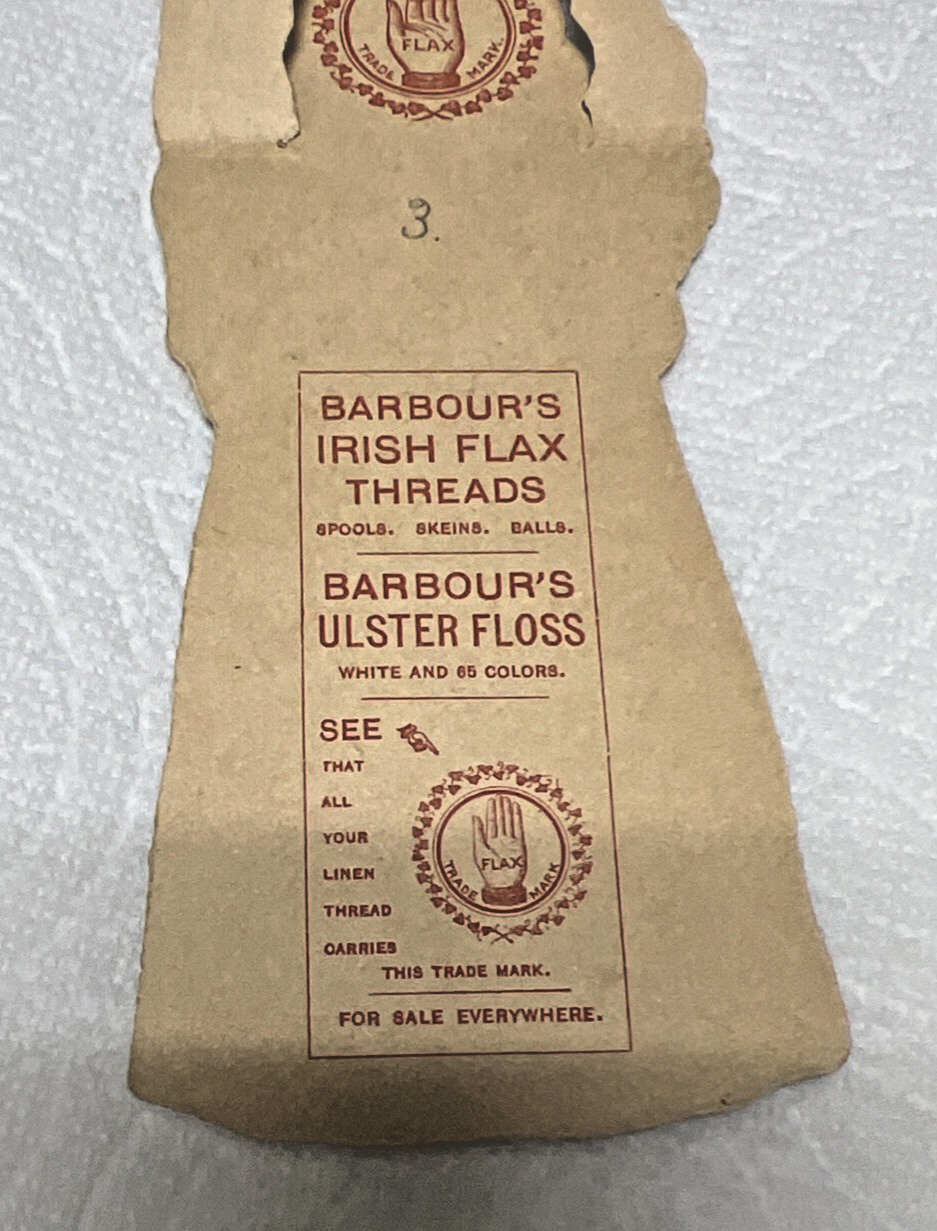 FLAX
TRADE MARK.
3.
BARBOUR'S
IRISH FLAX
THREADS
SPOOLS. SKEINS. BALLS.
BARBOUR'S
ULSTER FLOSS
WHITE AND 65 COLORS.
SEE
THAT
ALL
YOUR
LINEN
THREAD
CARRIES
FLAX
TRADE MARK
THIS TRADE MARK.
FOR SALE EVERYWHERE.